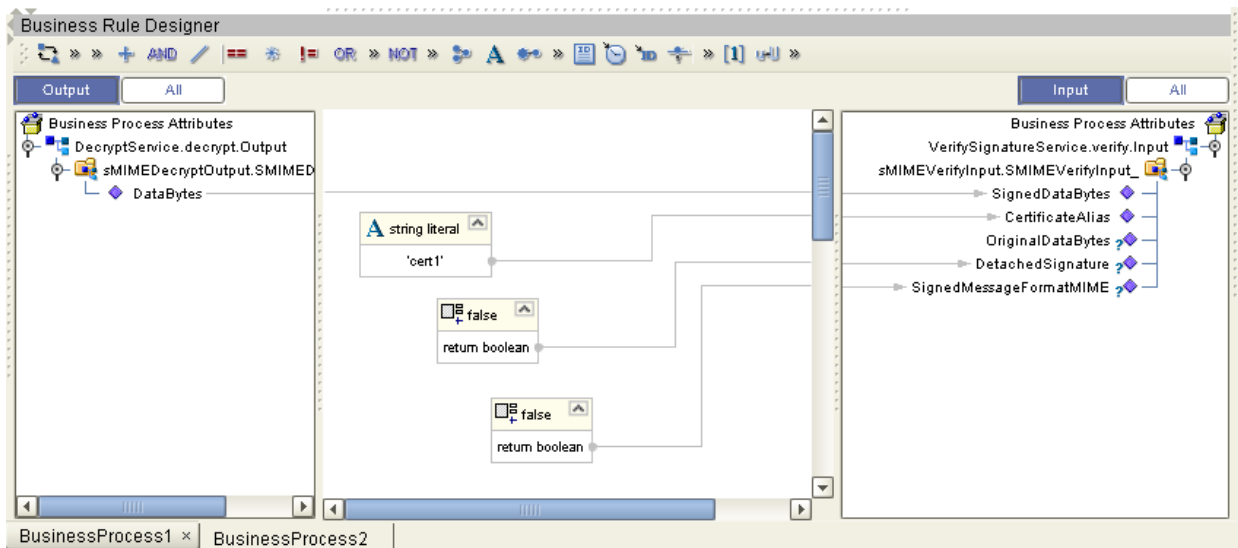 Business Rule Designer
» » AND == != OR » NOT » A » ID ID » [1] »
Output All Input All
Business Process Attributes
DecryptService.decrypt.Output
sMIMEDecryptOutput.SMIMED
DataBytes
A string literal
'cert1'
false
return boolean
false
return boolean
Business Process Attributes
VerifySignatureService.verify.Input
sMIMEVerifyInput.SMIMEVerifyInput_
SignedDataBytes
CertificateAlias
OriginalDataBytes ?
DetachedSignature ?
SignedMessageFormatMIME ?
BusinessProcess1 × BusinessProcess2